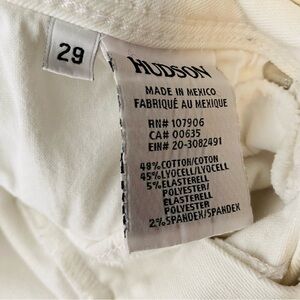 29
HUDSON
MADE IN MEXICO
FABRIQUÉ AU MEXIQUE
RN# 107906
CA# 00635
EIN# 20-3082491
48% COTTON/COTON
45% LYOCELL/LYOCELL
5% ELASTERELL
POLYESTER/
ELASTERELL
POLYESTER
2% SPANDEX/SPANDEX